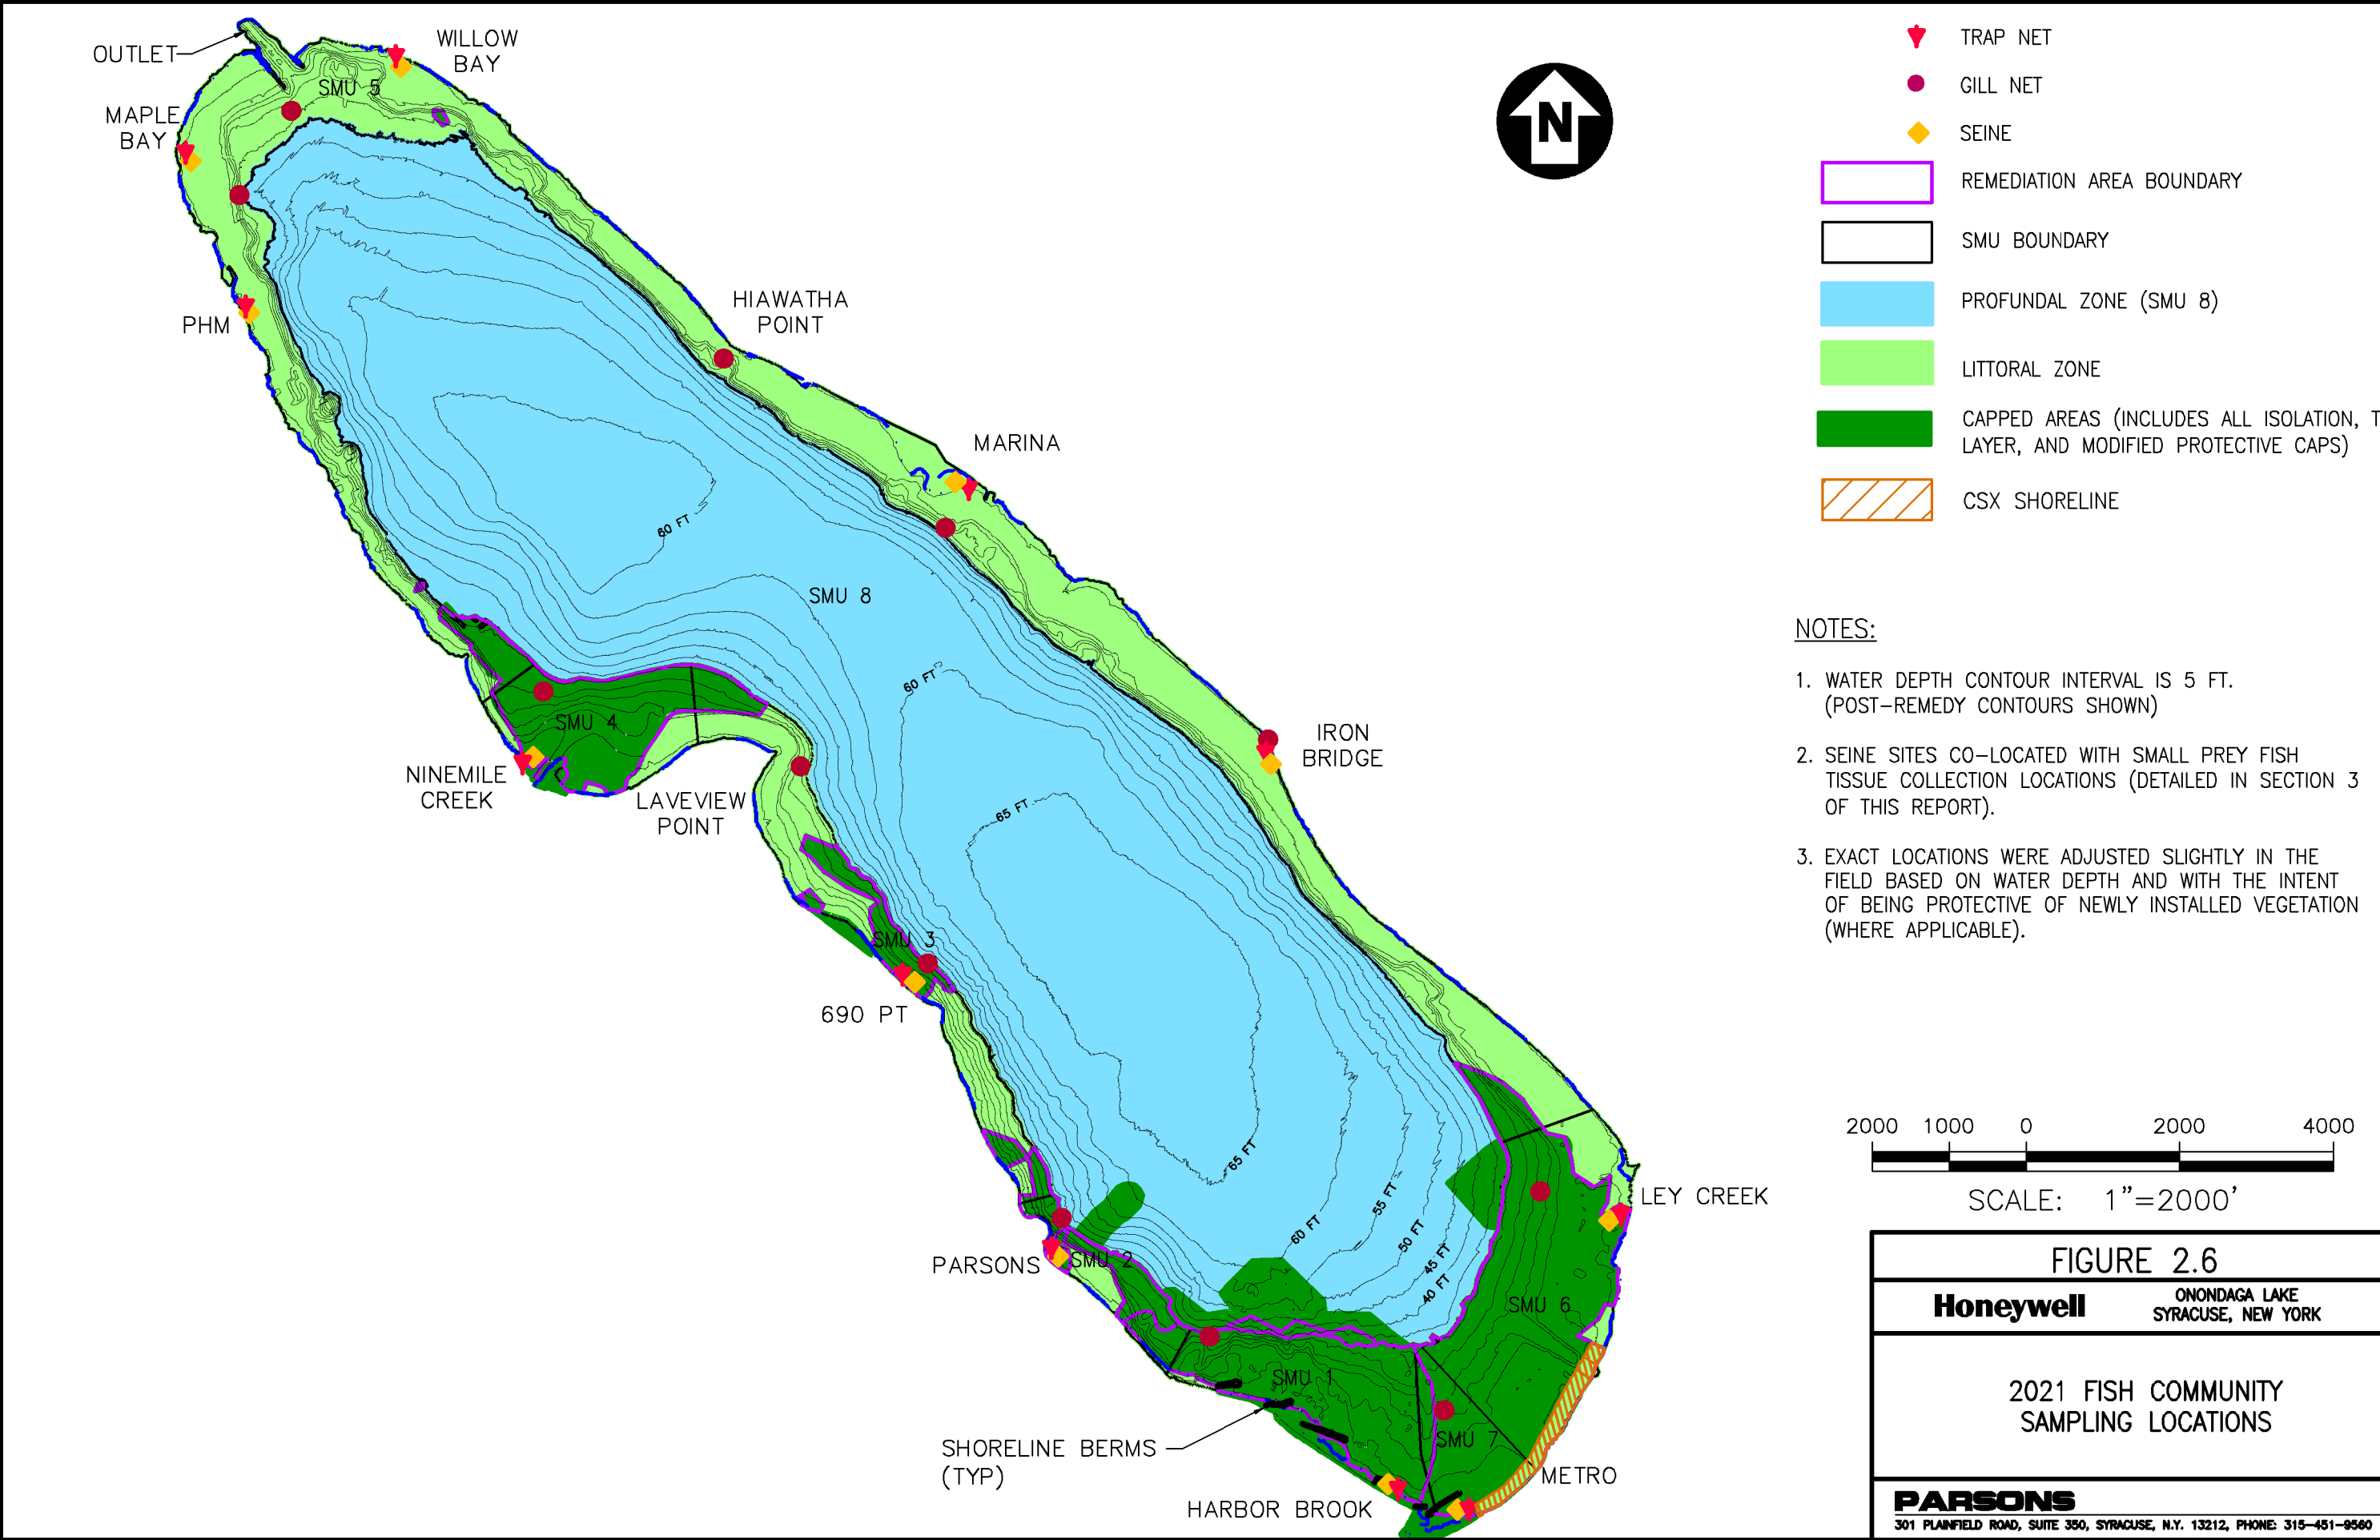 OUTLET
WILLOW
BAY
SMU 5
MAPLE
BAY
PHM
HIAWATHA
POINT
MARINA
60 FT
SMU 8
60 FT
SMU 4
NINEMILE
CREEK
LAVEVIEW
POINT
IRON
BRIDGE
65 FT
SMU 3
690 PT
65 FT
PARSONS
SMU 2
60 FT
55 FT
50 FT
45 FT
40 FT
LEY CREEK
SMU 6
SMU 1
SMU 7
SHORELINE BERMS
(TYP)
HARBOR BROOK
METRO
N
TRAP NET
GILL NET
SEINE
REMEDIATION AREA BOUNDARY
SMU BOUNDARY
PROFUNDAL ZONE (SMU 8)
LITTORAL ZONE
CAPPED AREAS (INCLUDES ALL ISOLATION,
LAYER, AND MODIFIED PROTECTIVE CAPS)
CSX SHORELINE
NOTES:
1. WATER DEPTH CONTOUR INTERVAL IS 5 FT.
(POST-REMEDY CONTOURS SHOWN)
2. SEINE SITES CO-LOCATED WITH SMALL PREY FISH
TISSUE COLLECTION LOCATIONS (DETAILED IN SECTION 3
OF THIS REPORT).
3. EXACT LOCATIONS WERE ADJUSTED SLIGHTLY IN THE
FIELD BASED ON WATER DEPTH AND WITH THE INTENT
OF BEING PROTECTIVE OF NEWLY INSTALLED VEGETATION
(WHERE APPLICABLE).
2000 1000 0 2000 4000
SCALE: 1"=2000'
FIGURE 2.6
Honeywell
ONONDAGA LAKE
SYRACUSE, NEW YORK
2021 FISH COMMUNITY
SAMPLING LOCATIONS
PARSONS
301 PLAINFIELD ROAD, SUITE 350, SYRACUSE, N.Y. 13212, PHONE: 315-451-9560